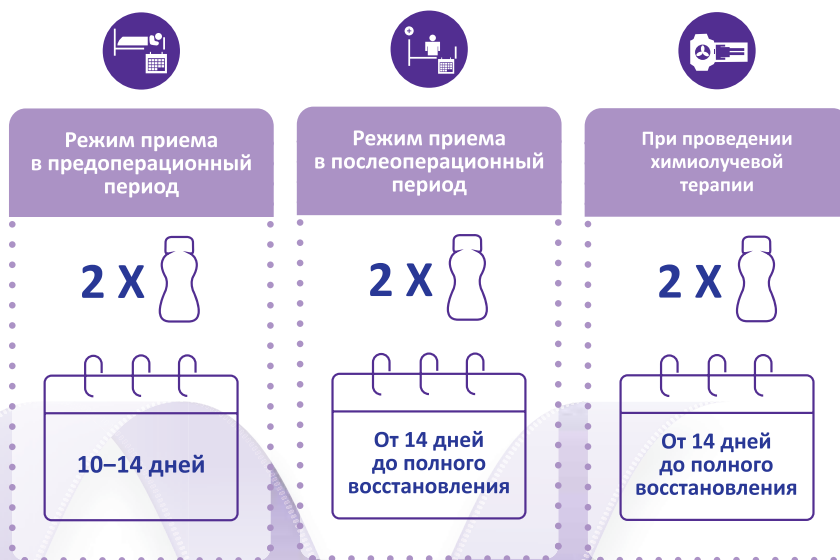 Режим приема
в предоперационный
период
2 X
10–14 дней
Режим приема
в послеоперационный
период
2 X
От 14 дней
до полного
восстановления
При проведении
химиолучевой
терапии
2 X
От 14 дней
до полного
восстановления